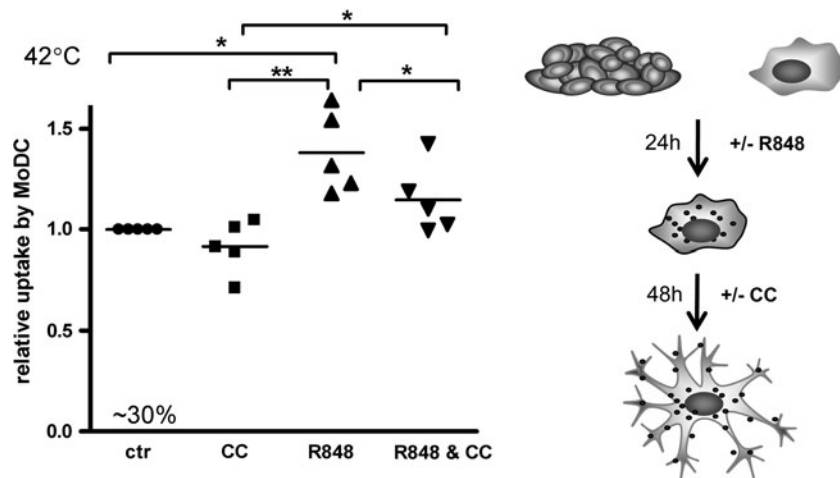 42°C
*
*
**
*
relative uptake by MoDC
1.5
1.0
0.5
0.0
~30%
ctr
CC
R848
R848 & CC
24h
+/- R848
48h
+/- CC